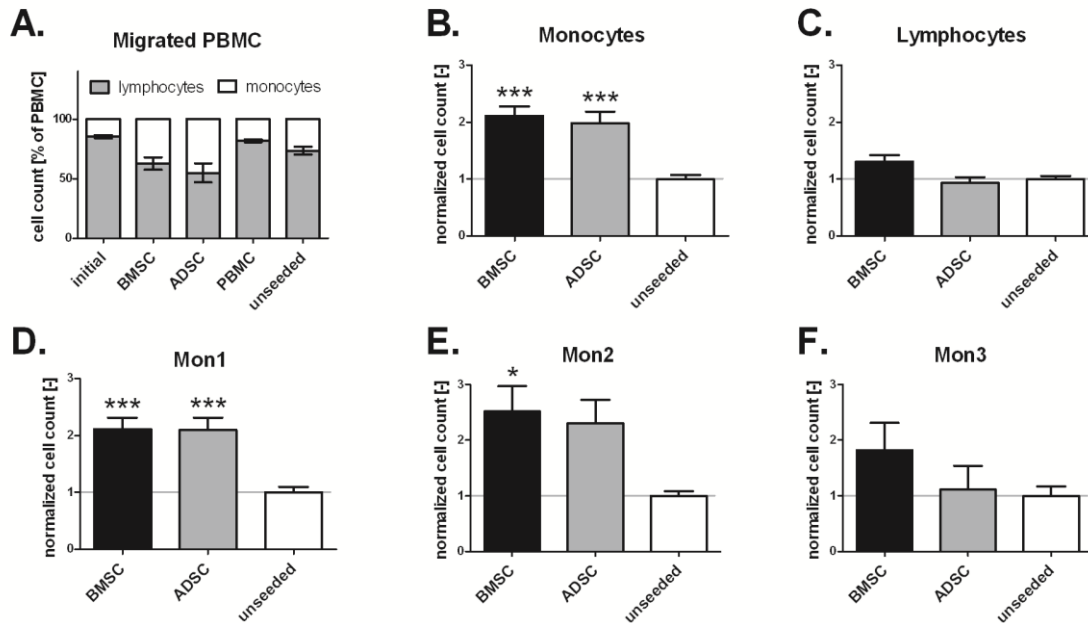 A.
Migrated PBMC
lymphocytes monocytes
cell count [% of PBMC]
100
50
0
initial
BMSC
ADSC
PBMC
unseeded
B.
Monocytes
normalized cell count [-]
3
***
***
2
1
0
BMSC
ADSC
unseeded
C.
Lymphocytes
normalized cell count [-]
3
2
1
0
BMSC
ADSC
unseeded
D.
Mon1
normalized cell count [-]
3
***
***
2
1
0
BMSC
ADSC
unseeded
E.
Mon2
normalized cell count [-]
3
*
2
1
0
BMSC
ADSC
unseeded
F.
Mon3
normalized cell count [-]
3
2
1
0
BMSC
ADSC
unseeded